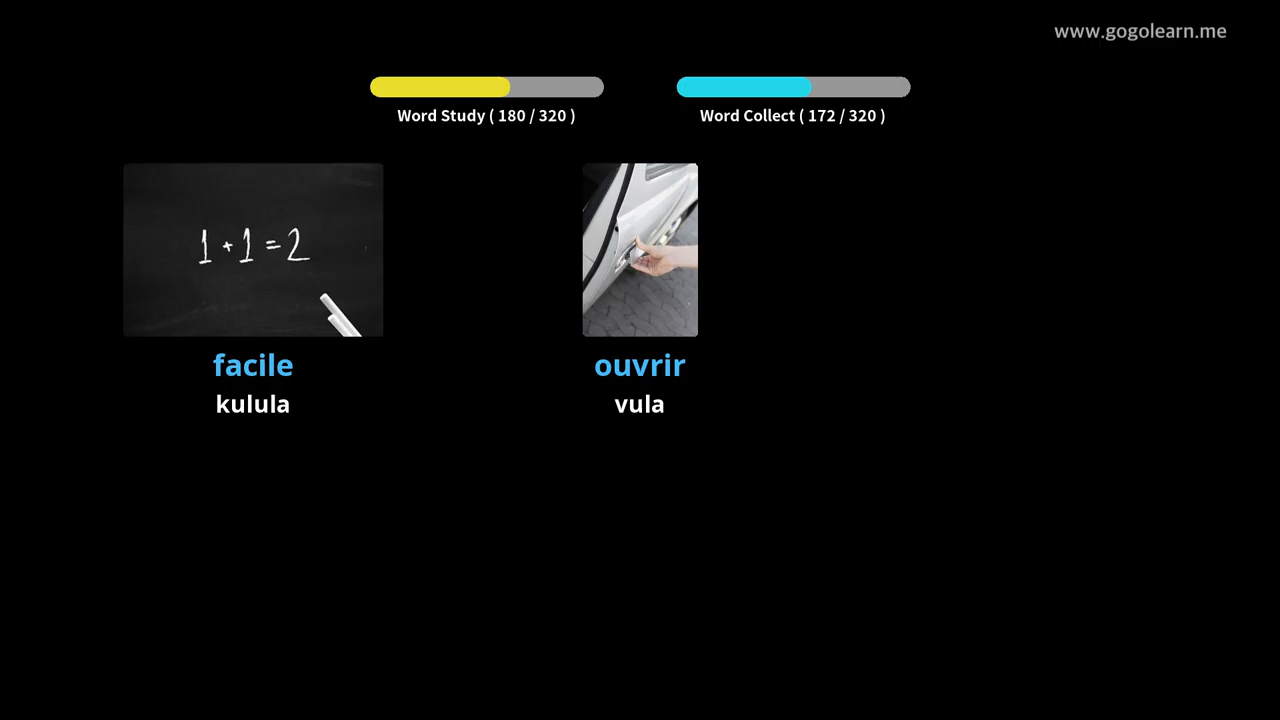 www.gogolearn.me
Word Study ( 180 / 320 )
Word Collect ( 172 / 320 )
1 + 1 = 2
facile
kulula
ouvrir
vula